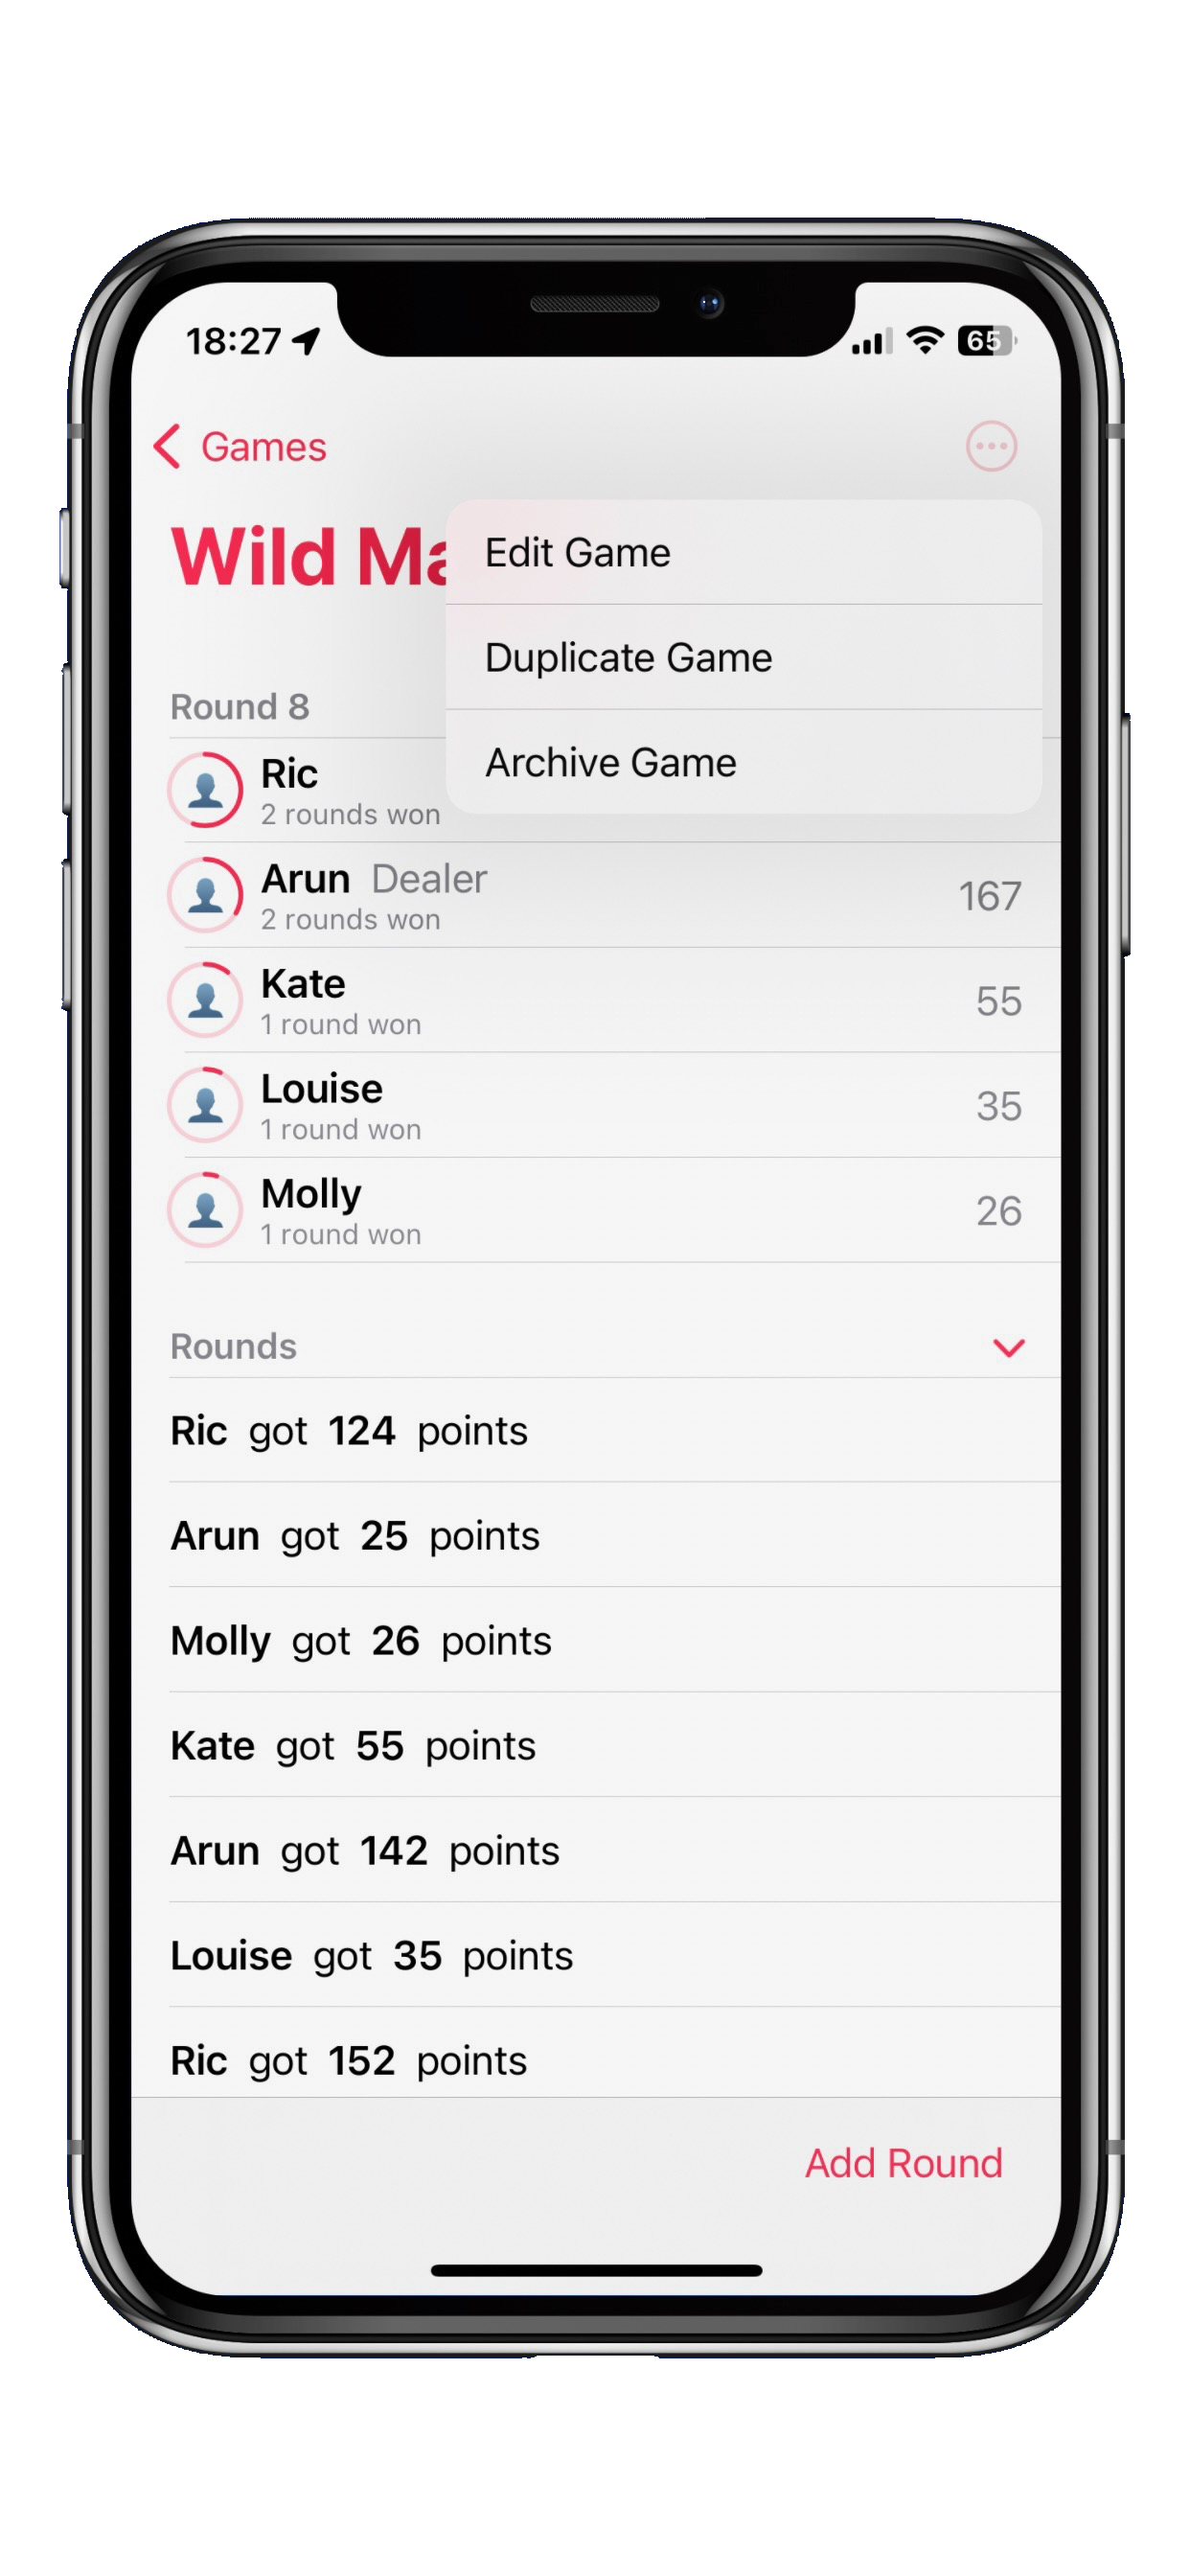 18:27
65
Games
Wild Ma
Edit Game
Duplicate Game
Archive Game
Round 8
Ric
2 rounds won
Arun Dealer
2 rounds won
167
Kate
1 round won
55
Louise
1 round won
35
Molly
1 round won
26
Rounds
Ric got 124 points
Arun got 25 points
Molly got 26 points
Kate got 55 points
Arun got 142 points
Louise got 35 points
Ric got 152 points
Add Round